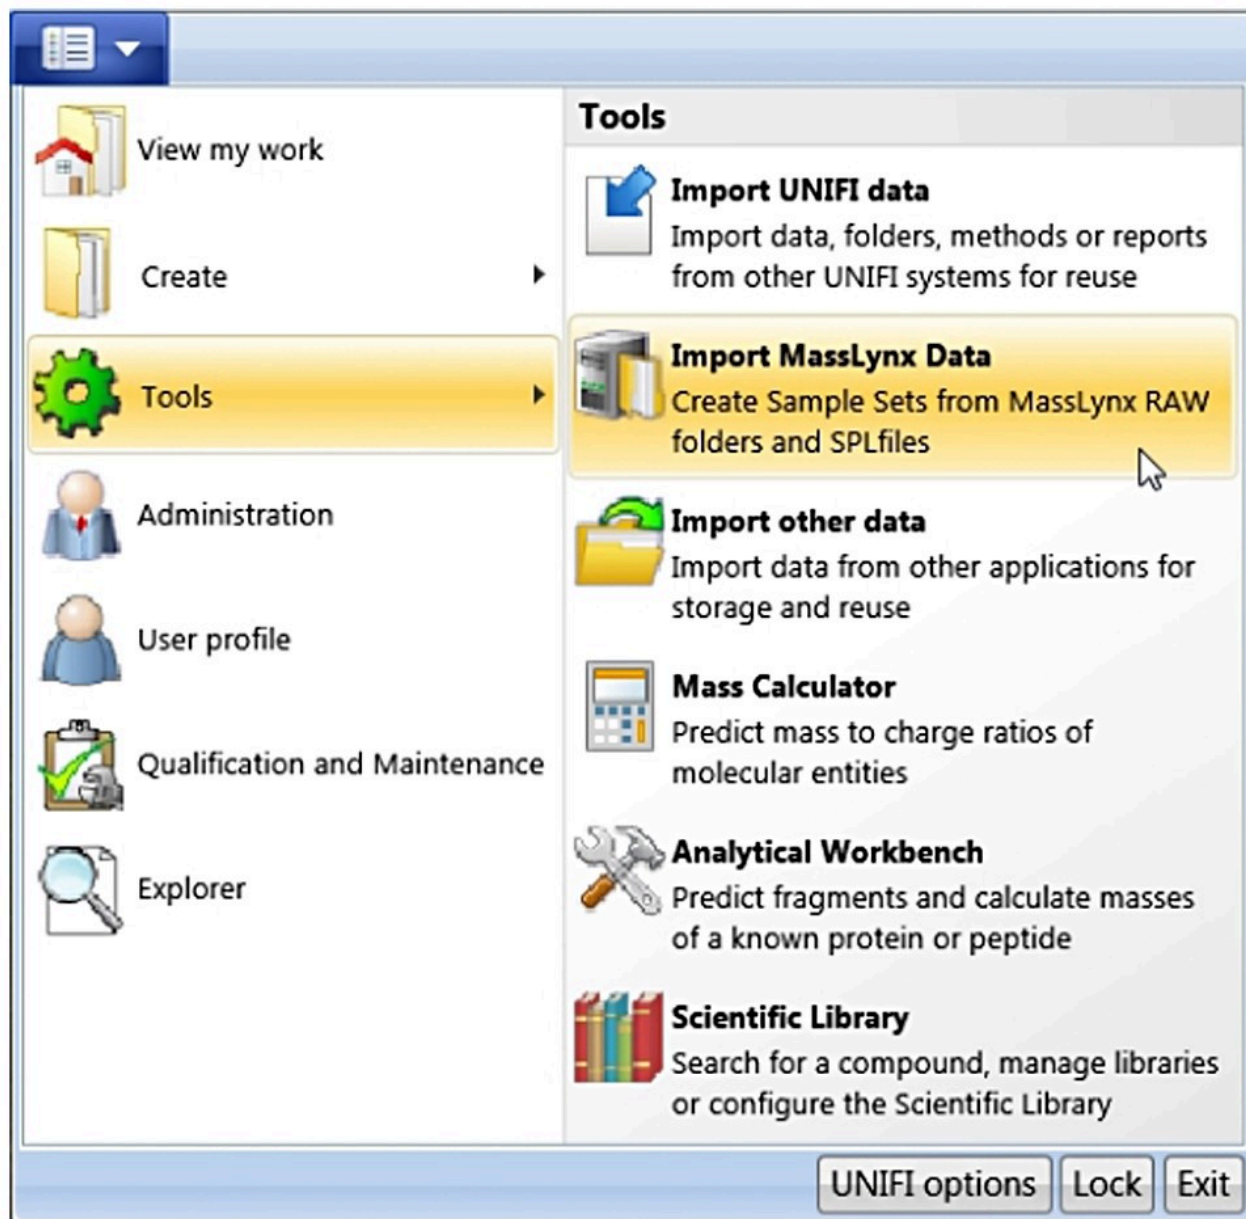 View my work
Create
Tools
Administration
User profile
Qualification and Maintenance
Explorer
Tools
Import UNIFI data
Import data, folders, methods or reports
from other UNIFI systems for reuse
Import MassLynx Data
Create Sample Sets from MassLynx RAW
folders and SPLfiles
Import other data
Import data from other applications for
storage and reuse
Mass Calculator
Predict mass to charge ratios of
molecular entities
Analytical Workbench
Predict fragments and calculate masses
of a known protein or peptide
Scientific Library
Search for a compound, manage libraries
or configure the Scientific Library
UNIFI options Lock Exit